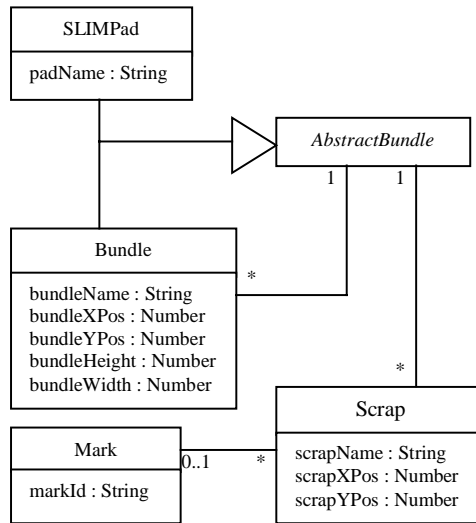 SLIMPad
padName : String
AbstractBundle
1
1
Bundle
*
bundleName : String
bundleXPos : Number
bundleYPos : Number
bundleHeight : Number
bundleWidth : Number
*
Scrap
Mark
0..1
*
scrapName : String
markId : String
scrapXPos : Number
scrapYPos : Number